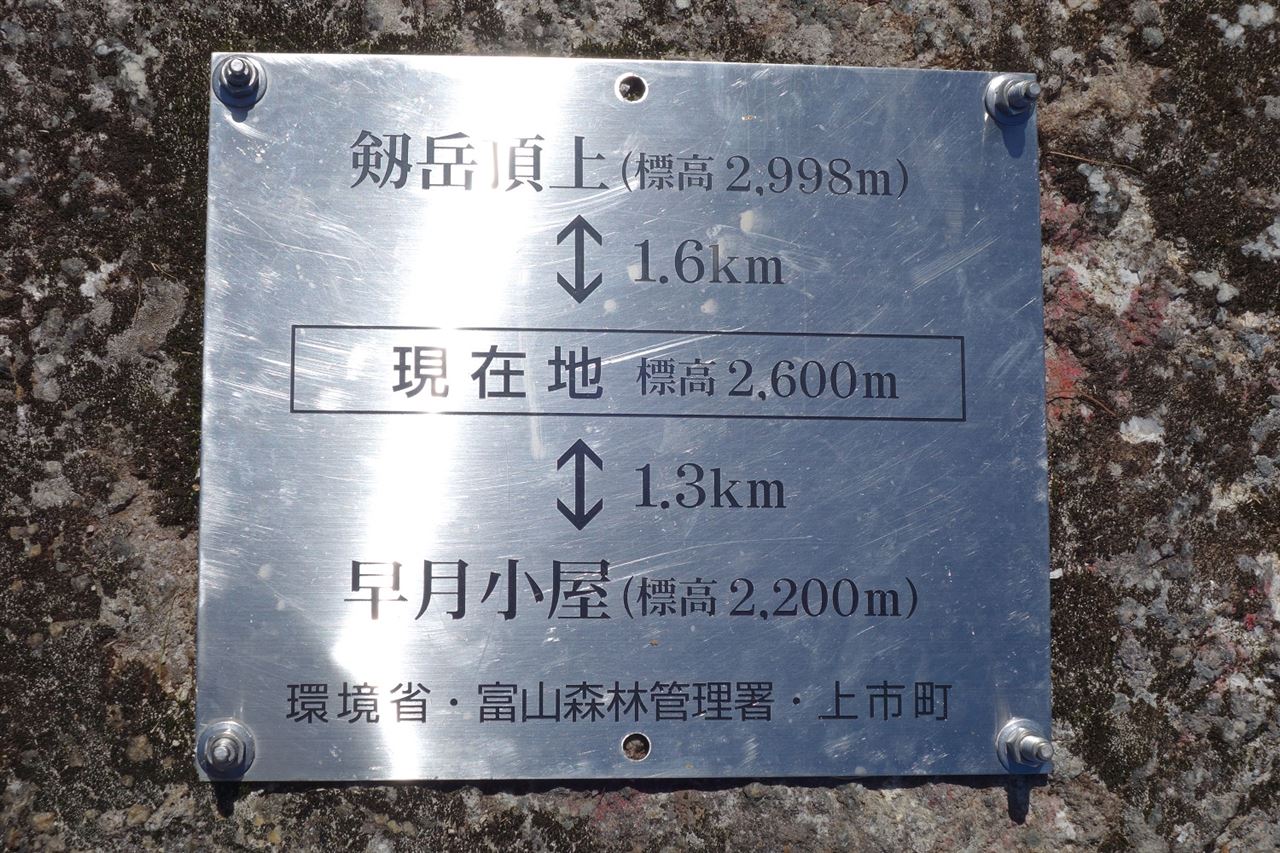 剱岳頂上(標高2,998m)
1.6km
現在地 標高2,600m
1.3km
早月小屋(標高2,200m)
環境省・富山森林管理署・上市町